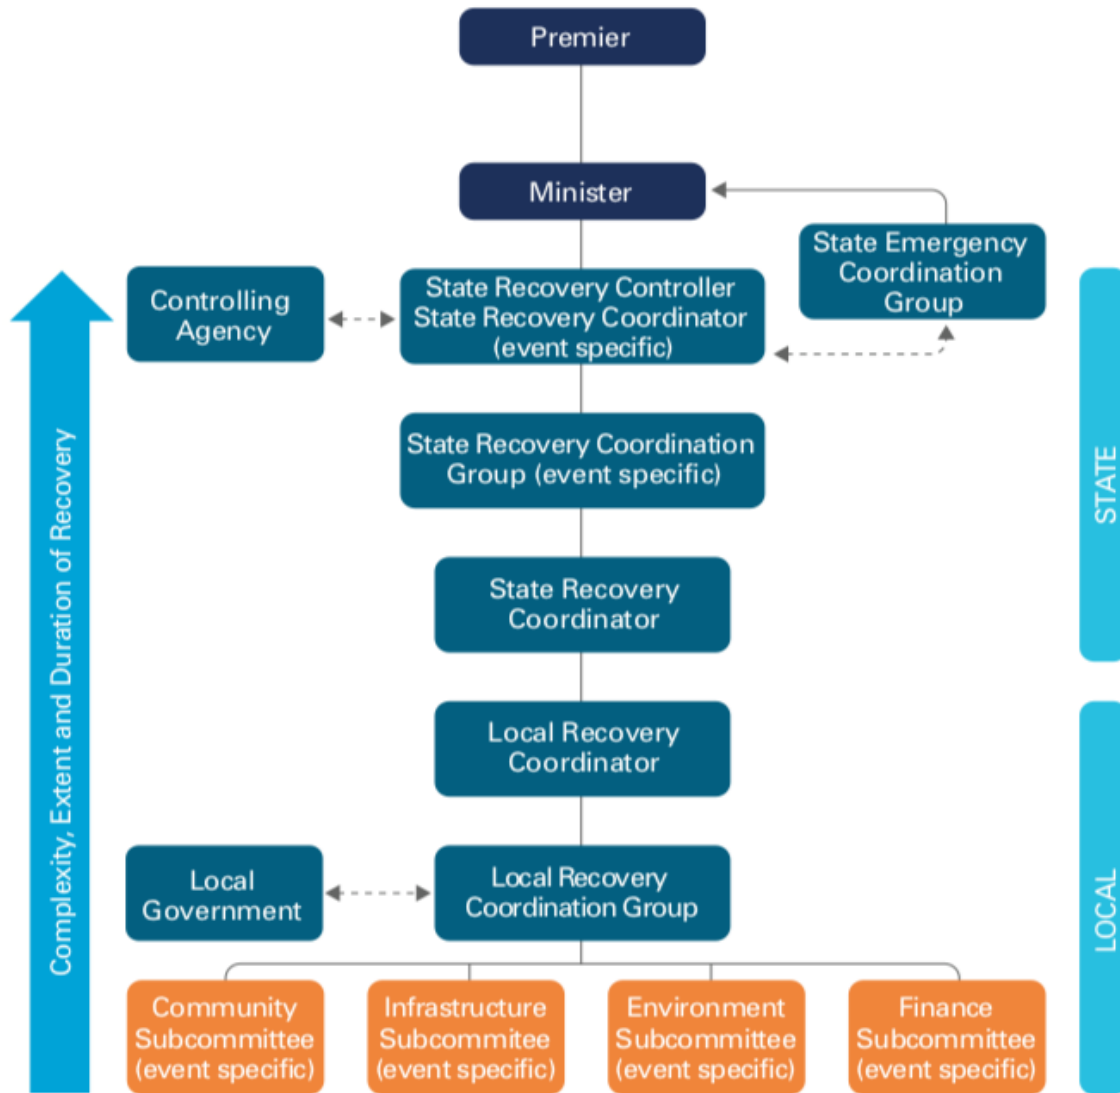 Premier
Minister
State Emergency
Coordination
Group
Controlling
Agency
State Recovery Controller
State Recovery Coordinator
(event specific)
State Recovery Coordination
Group (event specific)
State Recovery
Coordinator
Local Recovery
Coordinator
Local
Government
Local Recovery
Coordination Group
Community
Subcommittee
(event specific)
Infrastructure
Subcommitee
(event specific)
Environment
Subcommittee
(event specific)
Finance
Subcommittee
(event specific)
Complexity, Extent and Duration of Recovery
STATE
LOCAL